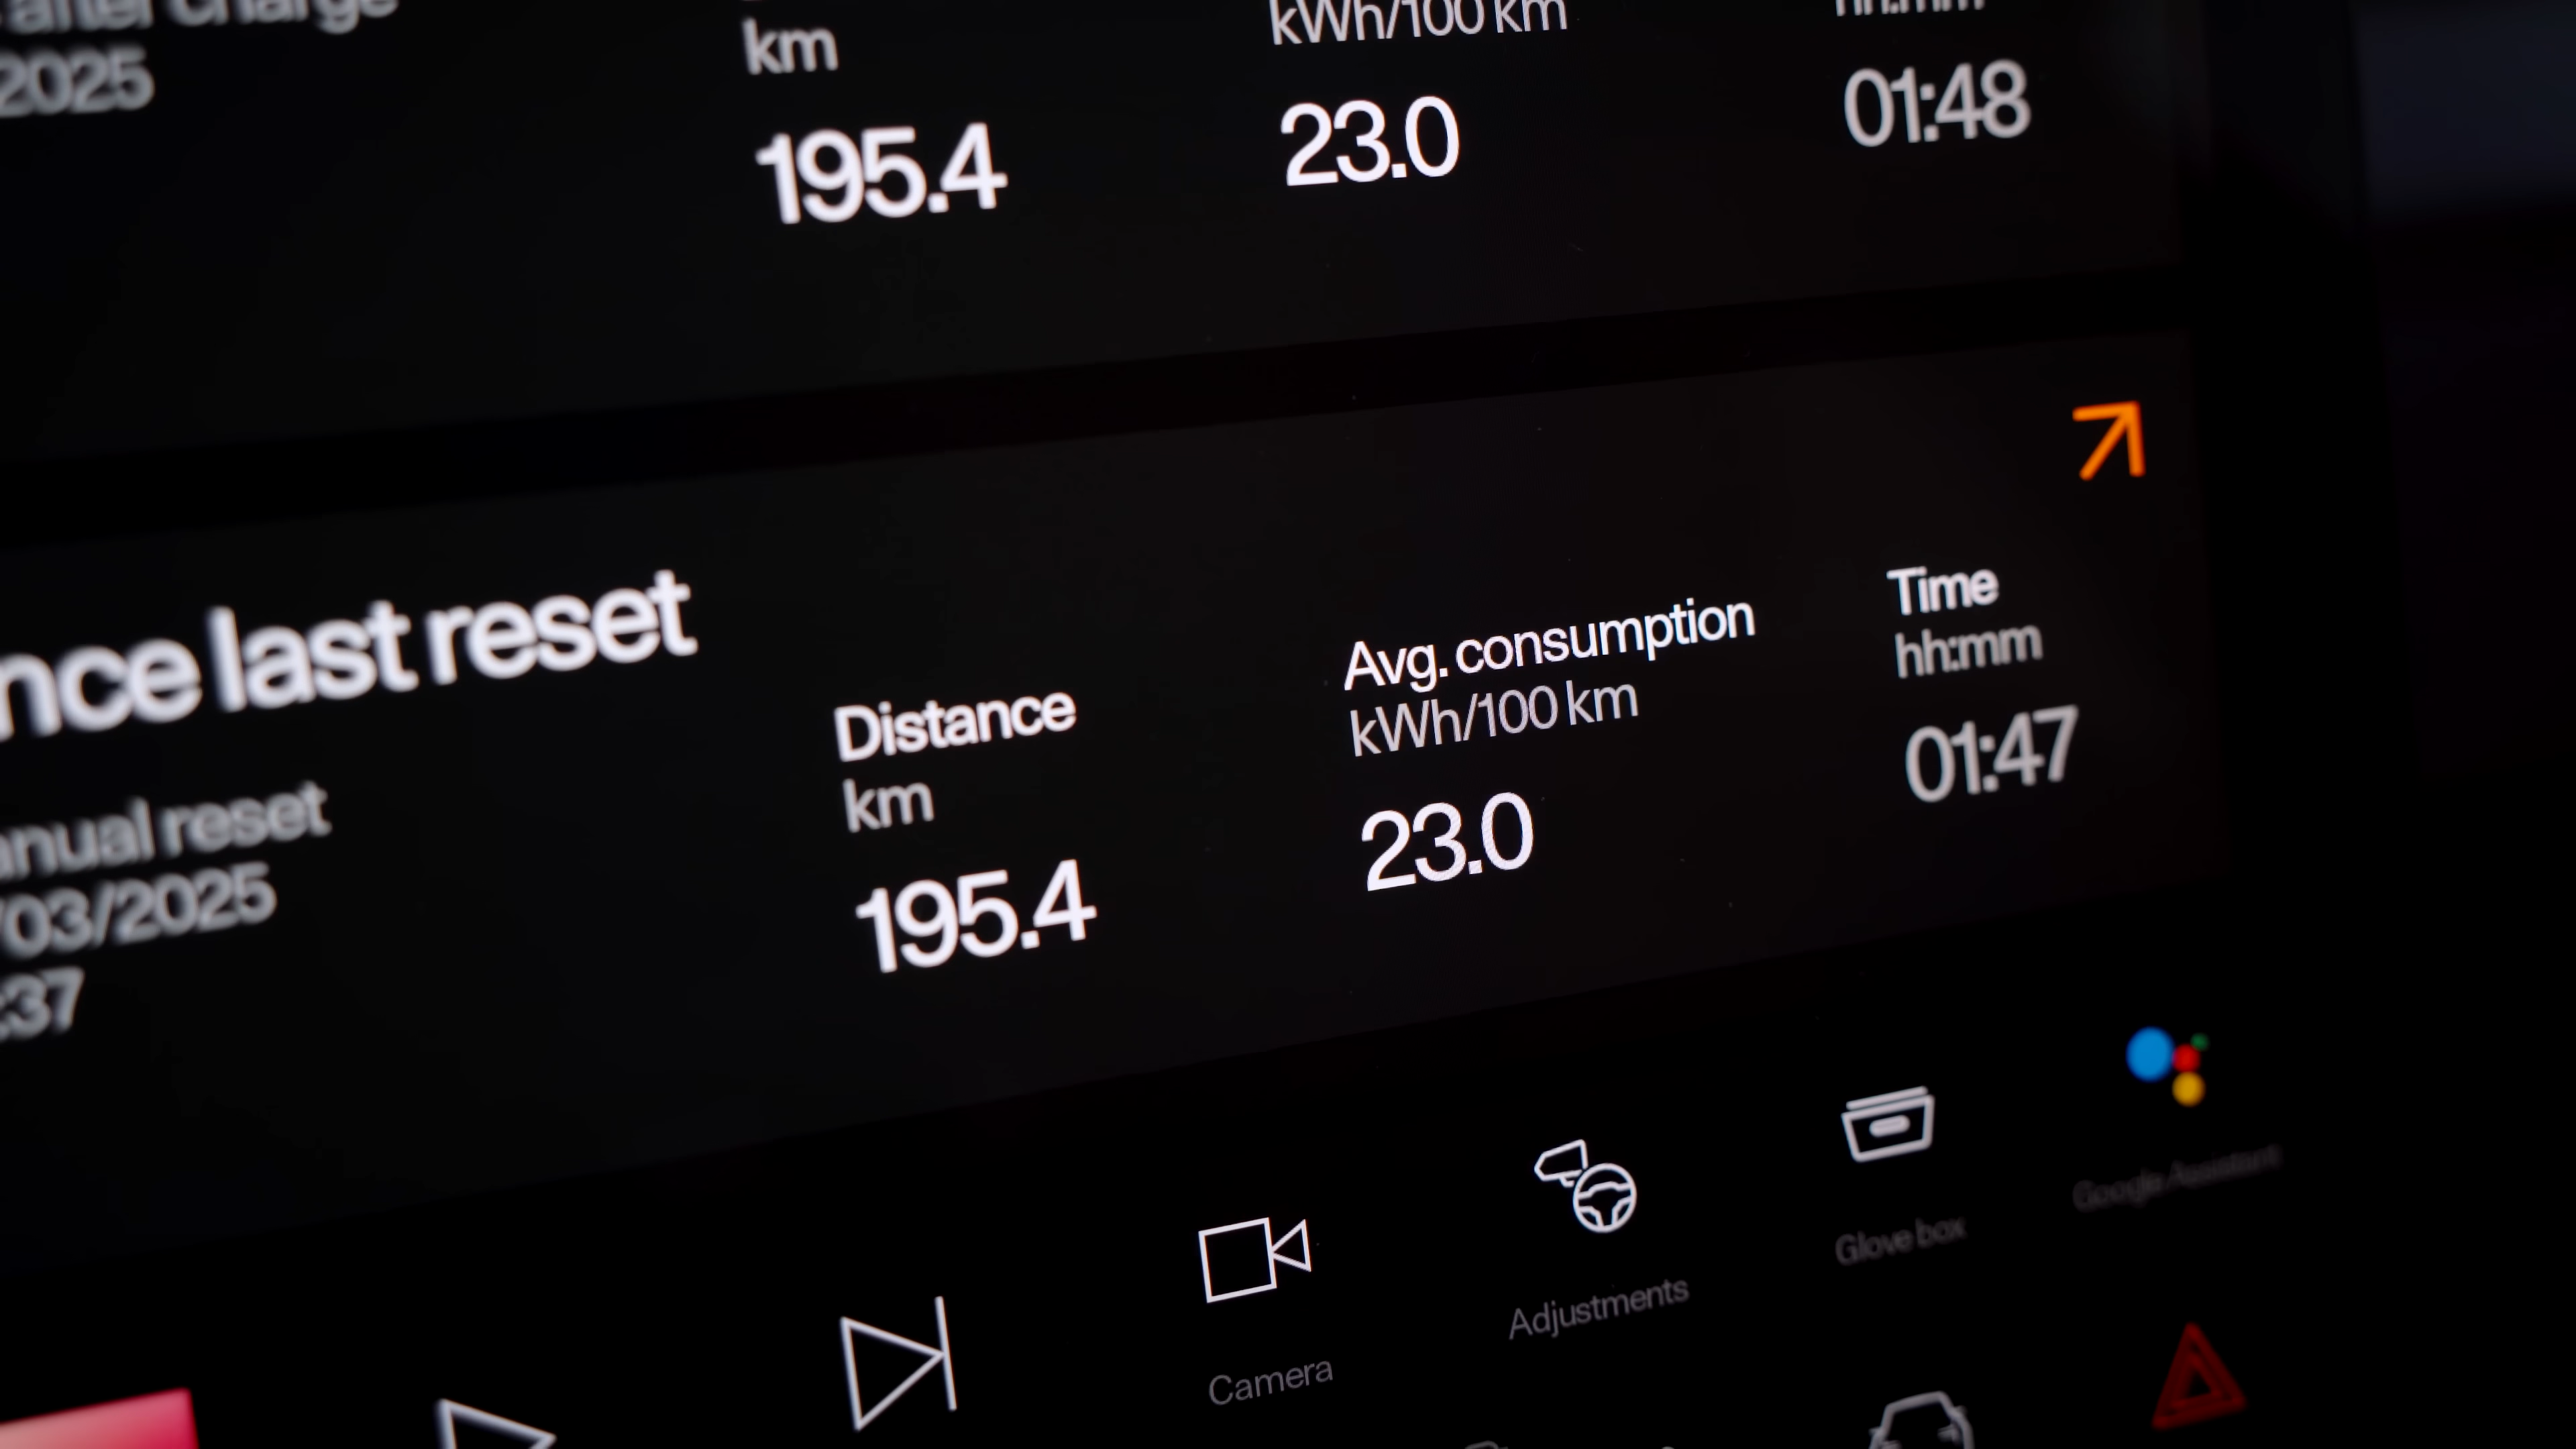 after charge
2025
km
195.4
kWh/100 km
23.0
hh:mm
01:48
nce last reset
anual reset
/03/2025
:37
Distance
km
195.4
Avg. consumption
kWh/100 km
23.0
Time
hh:mm
01:47
Camera
Adjustments
Glove box
Google Assistant